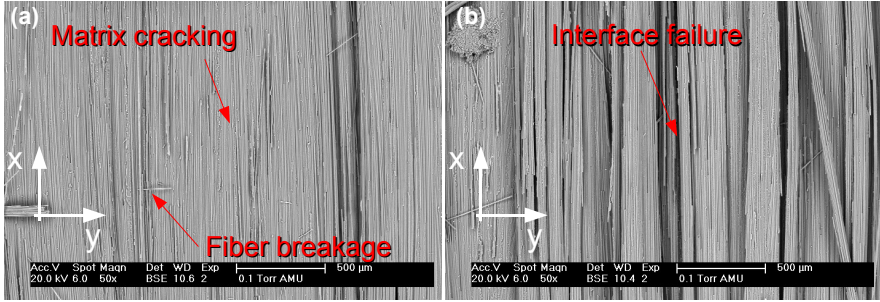 (a)
Matrix cracking
x
y
Fiber breakage
Acc.V Spot Magn Det WD Exp 500 µm
20.0 kV 6.0 50x BSE 10.6 2 0.1 Torr AMU
(b)
Interface failure
x
y
Acc.V Spot Magn Det WD Exp 500 µm
20.0 kV 6.0 50x BSE 10.4 2 0.1 Torr AMU